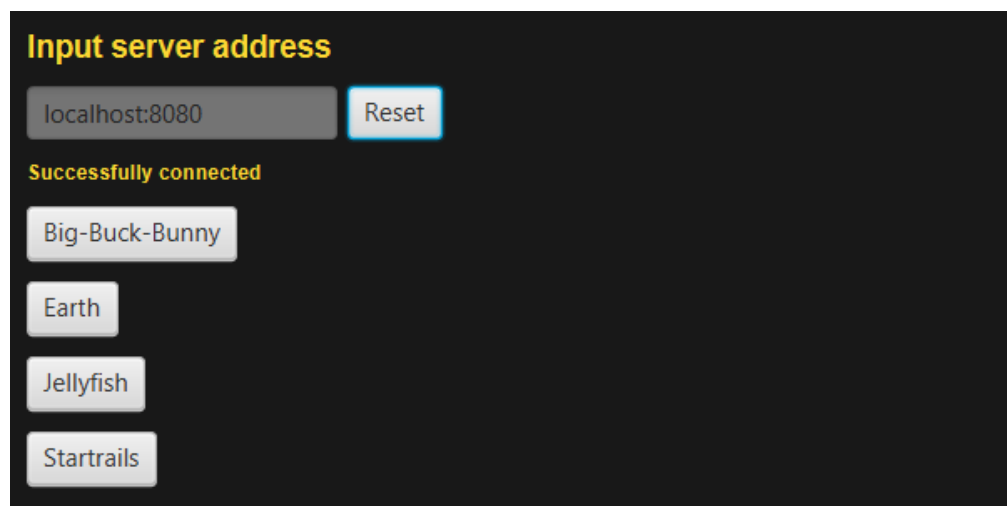 Input server address
localhost:8080 Reset
Successfully connected
Big-Buck-Bunny
Earth
Jellyfish
Startrails